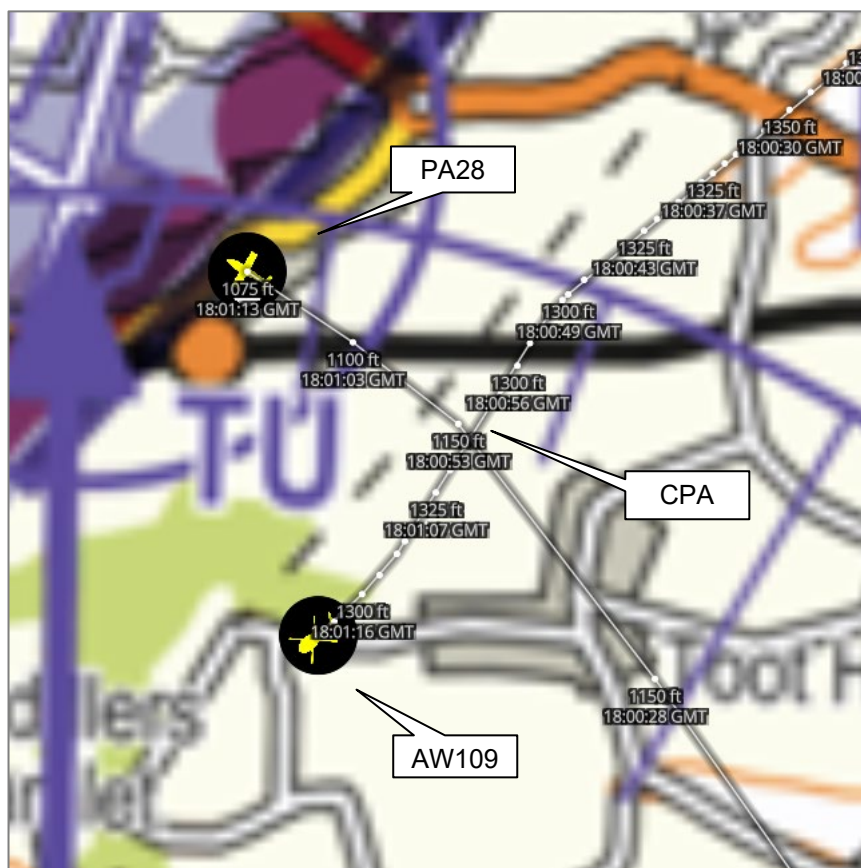 PA28
1350 ft
18:00:30 GMT
1325 ft
18:00:37 GMT
1325 ft
18:00:43 GMT
1075 ft
18:01:13 GMT
1300 ft
18:00:49 GMT
1100 ft
18:01:03 GMT
1300 ft
18:00:56 GMT
TU
1150 ft
18:00:53 GMT
CPA
1325 ft
18:01:07 GMT
1300 ft
18:01:16 GMT
Toot H
1150 ft
18:00:28 GMT
AW109